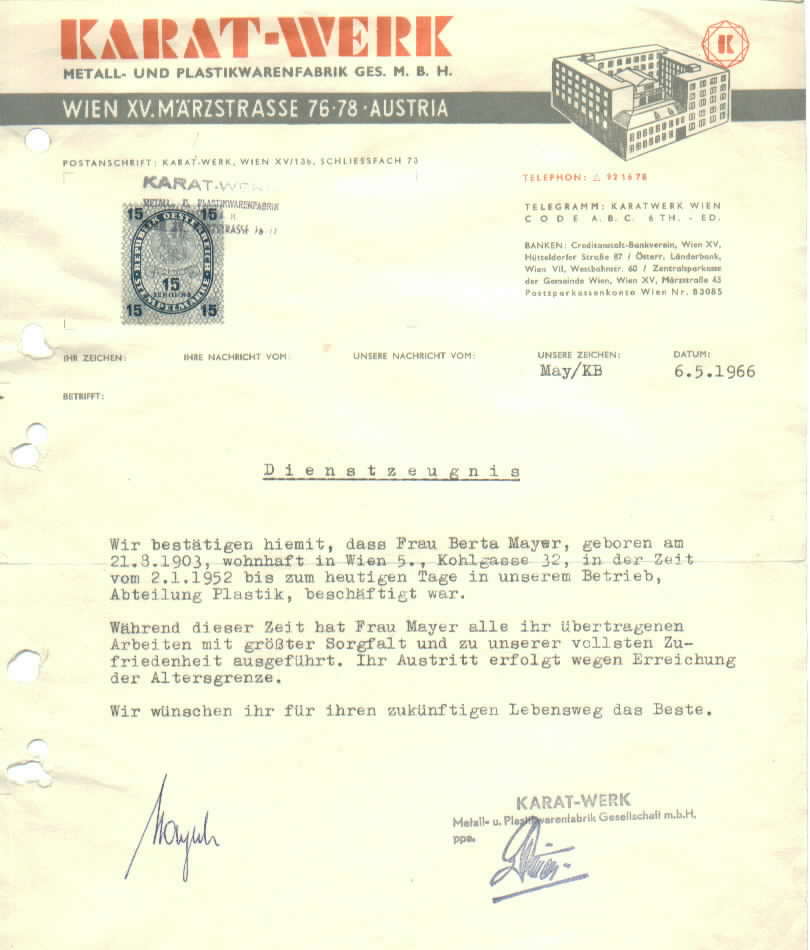 KARAT-WERK
METALL- UND PLASTIKWARENFABRIK GES. M. B. H.
WIEN XV. MÄRZSTRASSE 76-78 · AUSTRIA
K
POSTANSCHRIFT: KARAT-WERK, WIEN XV/136, SCHLIESSFACH 70
TELEPHON: △ 92 16 78
TELEGRAMM: KARATWERK WIEN
CODE A.B.C. 6TH.-ED.
BANKEN: Creditanstalt-Bankverein, Wien XV,
Hütteldorfer Straße 87 / Österr. Länderbank,
Wien VII, Westbahnstr. 60 / Zentralsparkasse
der Gemeinde Wien, Wien XV, Märzstraße 45
Postsparkassenkonto Wien Nr. 83085
KARAT-WERK
METALL- U. PLASTIKWARENFABRIK
15 15
REPUBLIK OESTERREICH
15
SCHILLING
STEMPELMARKE
15 15
IHR ZEICHEN: IHRE NACHRICHT VOM: UNSERE NACHRICHT VOM: UNSERE ZEICHEN: DATUM:
May/KB 6.5.1966
BETRIFFT:
Dienstzeugnis
Wir bestätigen hiemit, dass Frau Berta Mayer, geboren am
21.8.1903, wohnhaft in Wien 5., Kohlgasse 32, in der Zeit
vom 2.1.1952 bis zum heutigen Tage in unserem Betrieb,
Abteilung Plastik, beschäftigt war.
Während dieser Zeit hat Frau Mayer alle ihr übertragenen
Arbeiten mit größter Sorgfalt und zu unserer vollsten Zu-
friedenheit ausgeführt. Ihr Austritt erfolgt wegen Erreichung
der Altersgrenze.
Wir wünschen ihr für ihren zukünftigen Lebensweg das Beste.
KARAT-WERK
Metall- u. Plastikwarenfabrik Gesellschaft m.b.H.
ppa.